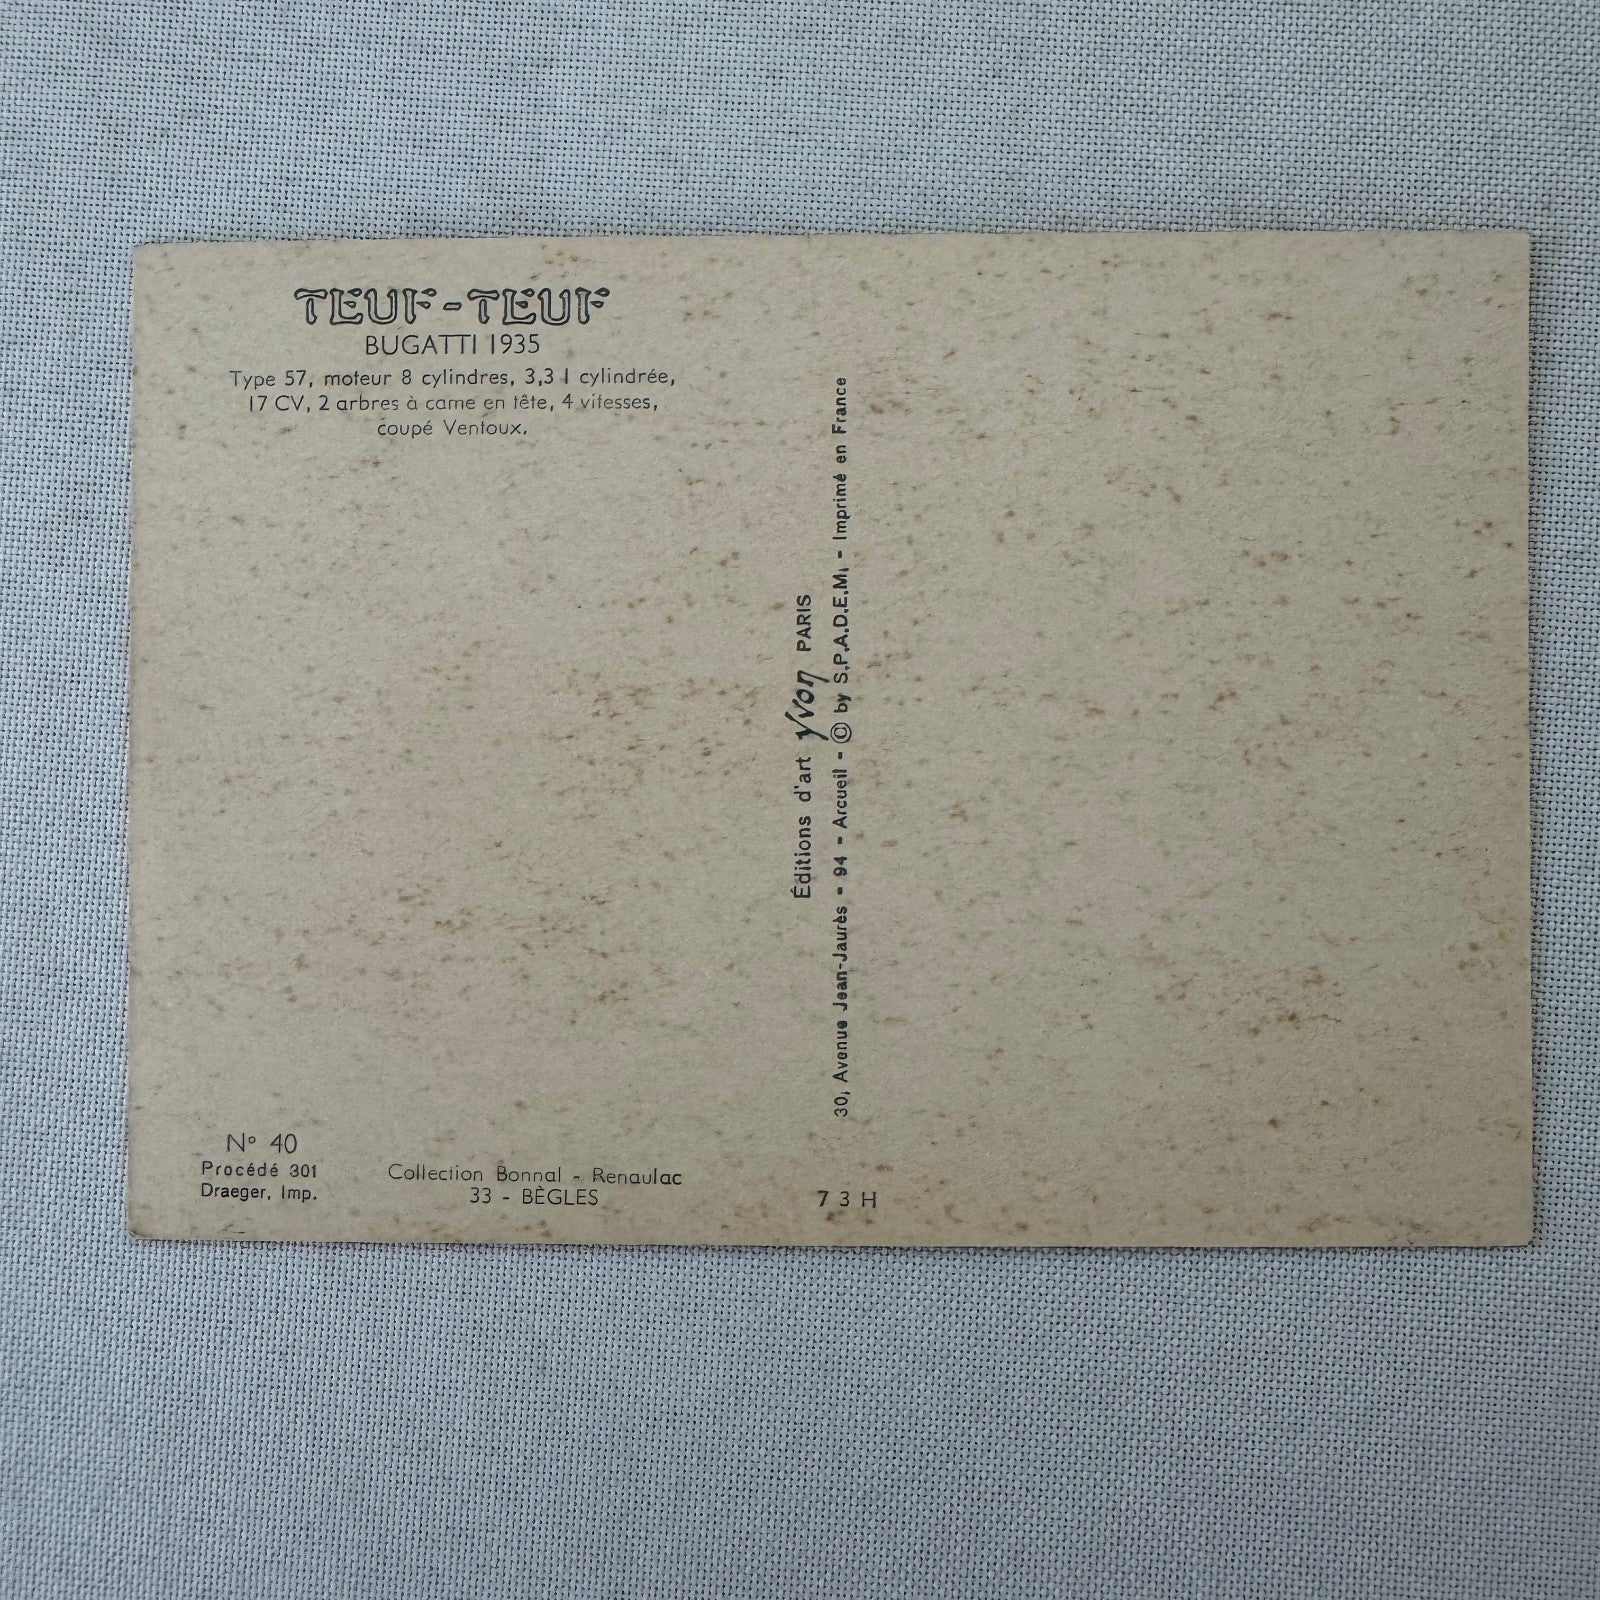 TEUF-TEUF
BUGATTI 1935
Type 57, moteur 8 cylindres, 3,3 l cylindrée,
17 CV, 2 arbres à came en tête, 4 vitesses,
coupé Ventoux.
Éditions d'art Yvon PARIS
30, Avenue Jean-Jaurès - 94 - Arcueil - © by S.P.A.D.E.M. - Imprimé en France
N° 40
Procédé 301
Draeger, Imp.
Collection Bonnal - Renaulac
33 - BÈGLES
73H